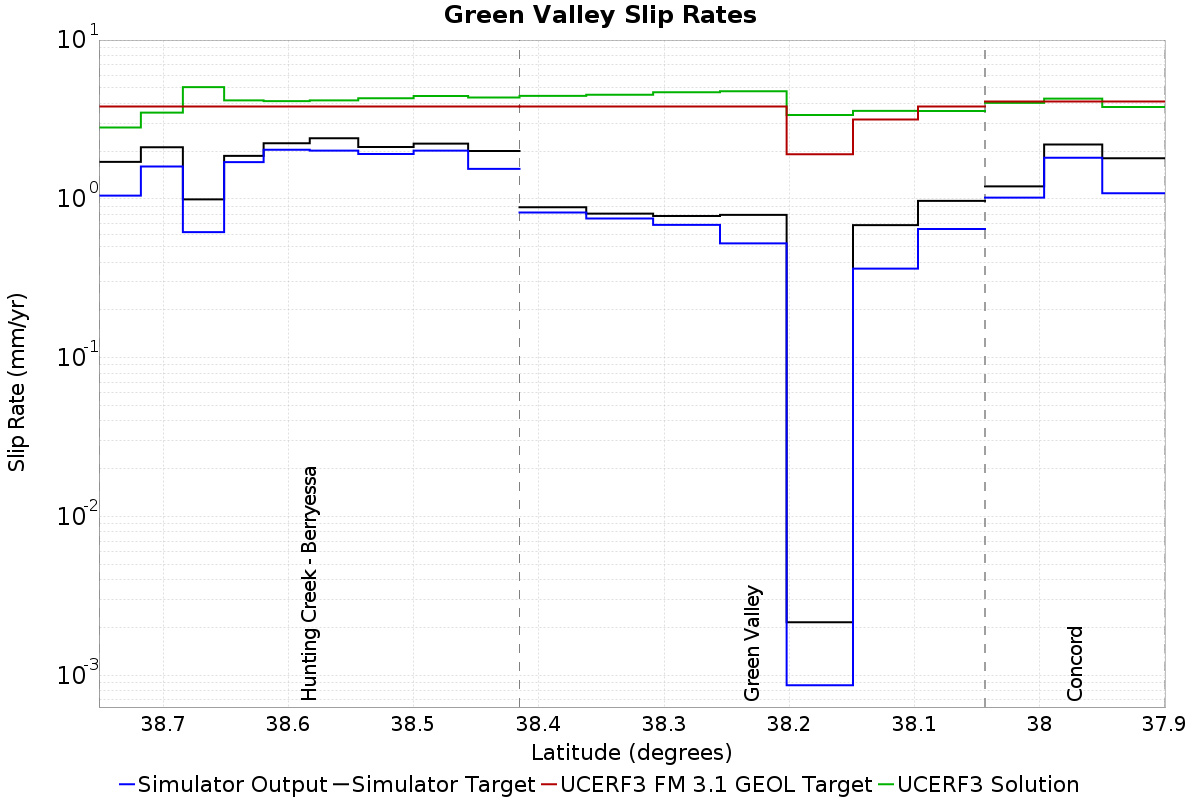 Green Valley Slip Rates
10^1
10^0
10^-1
10^-2
10^-3
Slip Rate (mm/yr)
Hunting Creek - Berryessa
Green Valley
Concord
38.7 38.6 38.5 38.4 38.3 38.2 38.1 38 37.9
Latitude (degrees)
Simulator Output Simulator Target UCERF3 FM 3.1 GEOL Target UCERF3 Solution